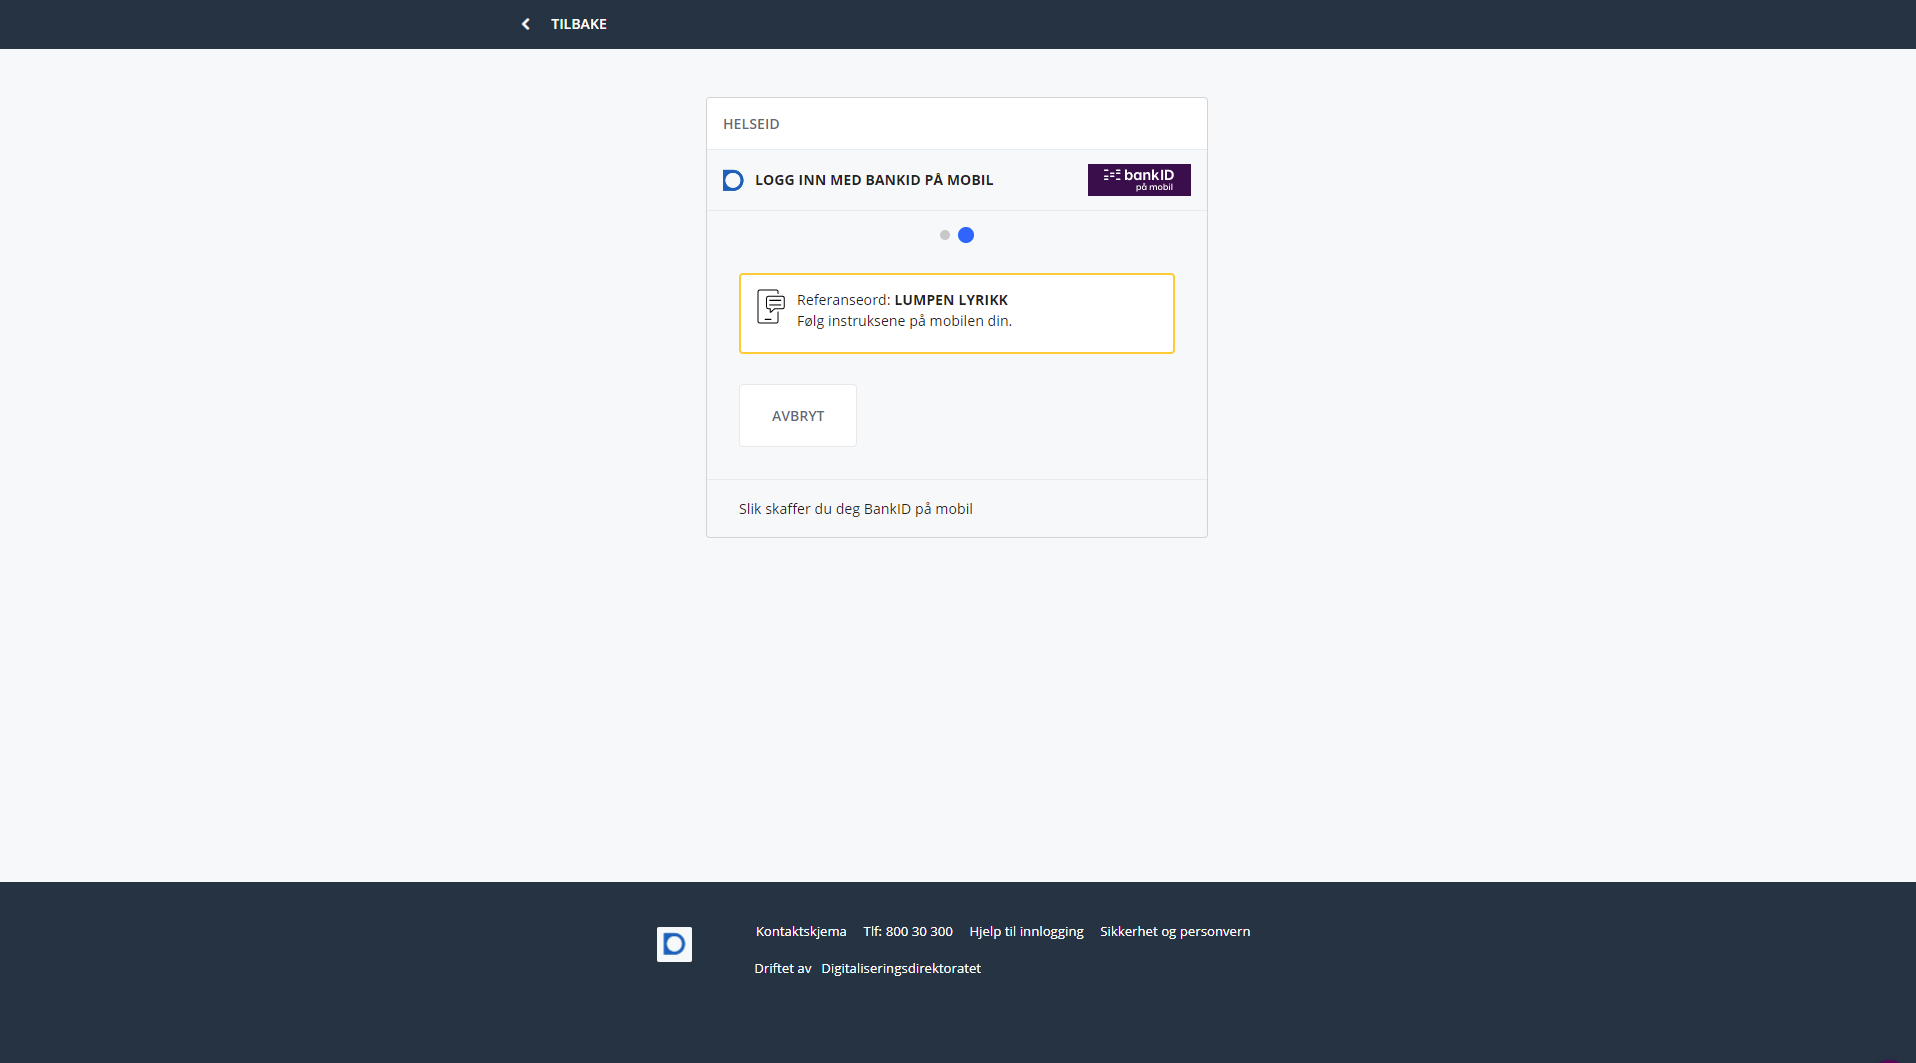 TILBAKE
HELSEID
LOGG INN MED BANKID PÅ MOBIL
bankID
på mobil
Referanseord: LUMPEN LYRIKK
Følg instruksene på mobilen din.
AVBRYT
Slik skaffer du deg BankID på mobil
Kontaktskjema Tlf: 800 30 300 Hjelp til innlogging Sikkerhet og personvern
Driftet av Digitaliseringsdirektoratet